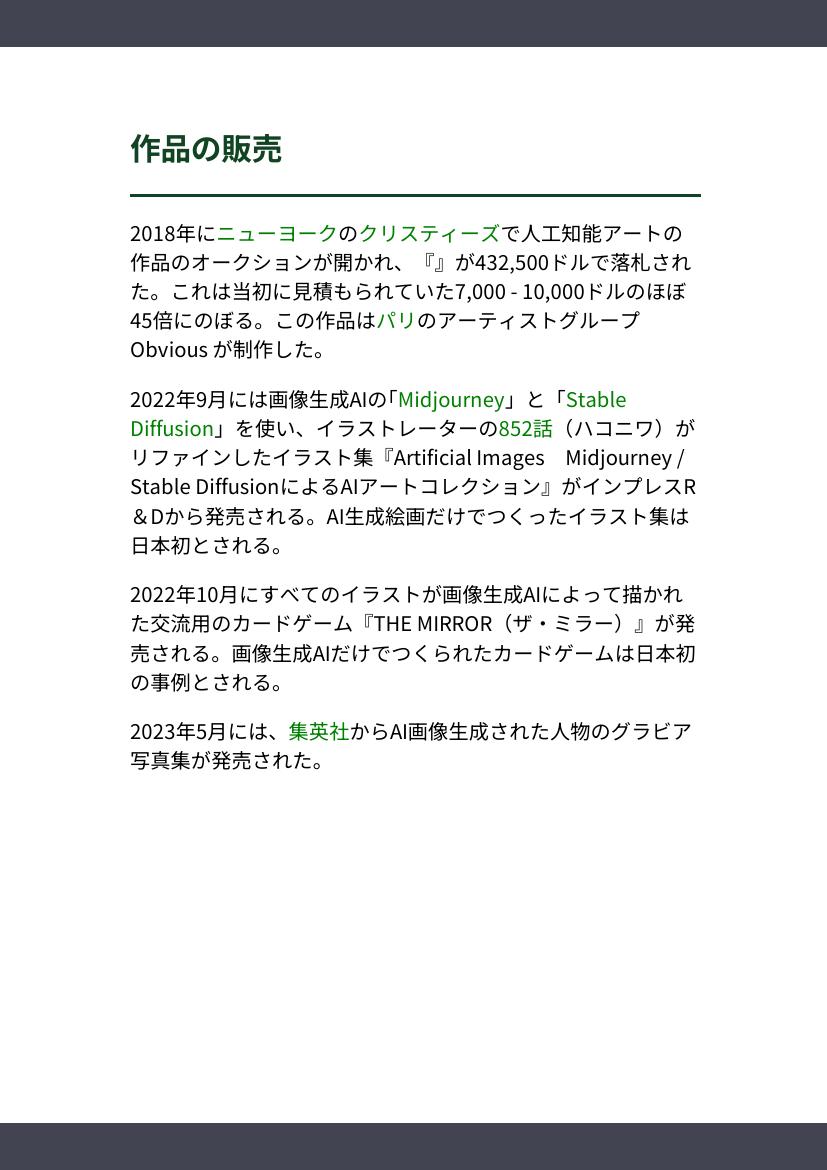 作品の販売
2018年にニューヨークのクリスティーズで人工知能アートの
作品のオークションが開かれ、『』が432,500ドルで落札され
た。これは当初に見積もられていた7,000 - 10,000ドルのほぼ
45倍にのぼる。この作品はパリのアーティストグループ
Obvious が制作した。
2022年9月には画像生成AIの「Midjourney」と「Stable
Diffusion」を使い、イラストレーターの852話（ハコニワ）が
リファインしたイラスト集『Artificial Images　Midjourney /
Stable DiffusionによるAIアートコレクション』がインプレスR
＆Dから発売される。AI生成絵画だけでつくったイラスト集は
日本初とされる。
2022年10月にすべてのイラストが画像生成AIによって描かれ
た交流用のカードゲーム『THE MIRROR（ザ・ミラー）』が発
売される。画像生成AIだけでつくられたカードゲームは日本初
の事例とされる。
2023年5月には、集英社からAI画像生成された人物のグラビア
写真集が発売された。